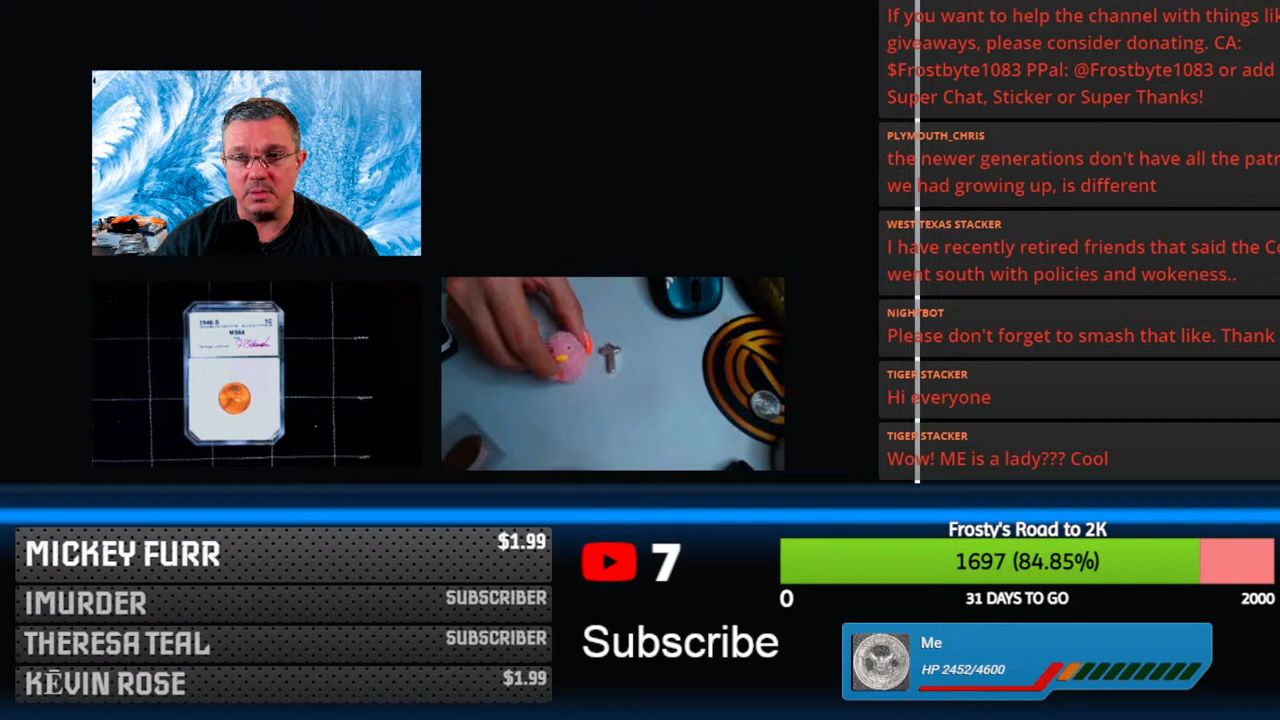 If you want to help the channel with things
giveaways, please consider donating. CA:
$Frostbyte1083 PPal: @Frostbyte1083 or add
Super Chat, Sticker or Super Thanks!
PLYMOUTH_CHRIS
the newer generations don't have all the
we had growing up, is different
WEST TEXAS STACKER
I have recently retired friends that said the
went south with policies and wokeness..
NIGHTBOT
Please don't forget to smash that like. Thank
TIGER STACKER
Hi everyone
TIGER STACKER
Wow! ME is a lady??? Cool
1946-S 1C
MS64
MICKEY FURR $1.99
IMURDER SUBSCRIBER
THERESA TEAL SUBSCRIBER
KEVIN ROSE $1.99
7
Subscribe
Frosty's Road to 2K
1697 (84.85%)
0 31 DAYS TO GO 2000
Me
HP 2452/4600